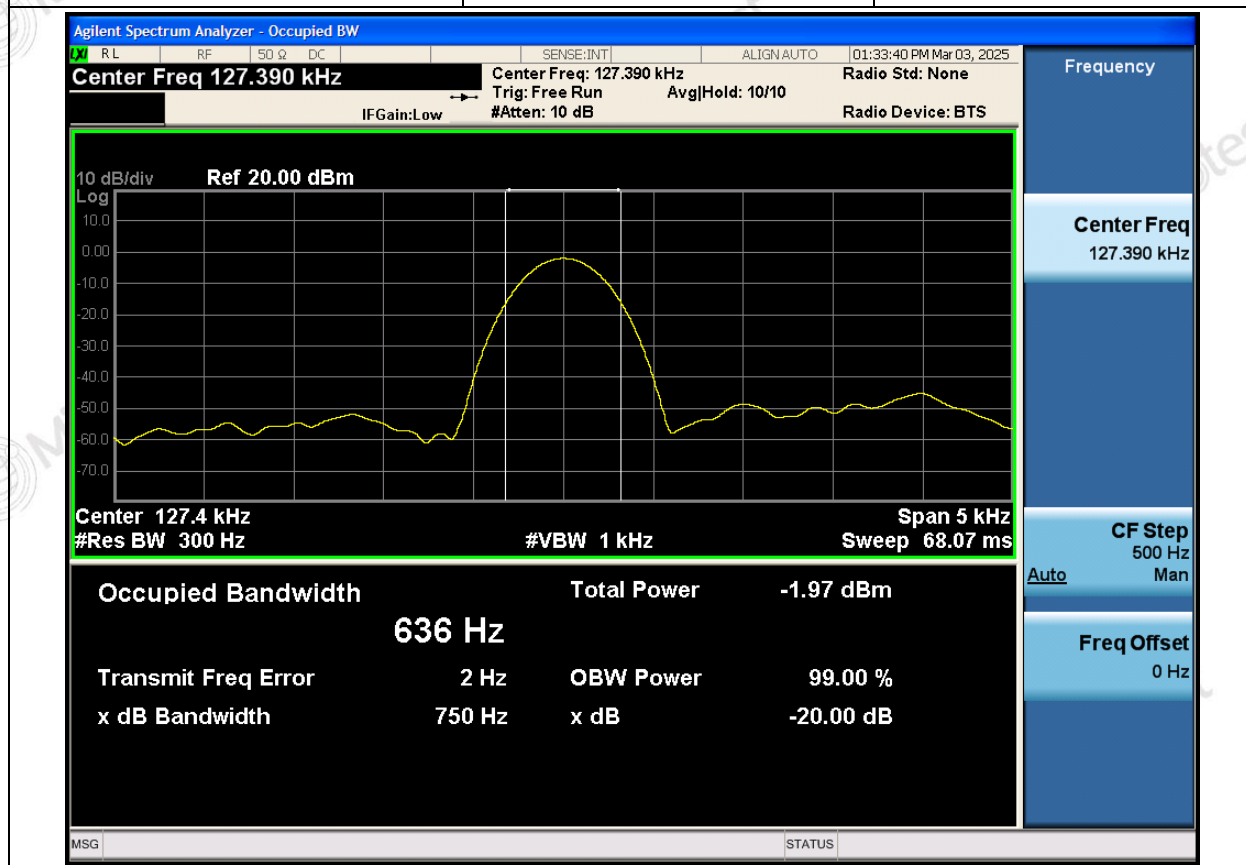 Agilent Spectrum Analyzer - Occupied BW
LXI RL RF 50 Ω DC SENSE:INT ALIGN AUTO 01:33:40 PM Mar 03, 2025
Center Freq 127.390 kHz Center Freq: 127.390 kHz Radio Std: None
Trig: Free Run Avg|Hold: 10/10
IFGain:Low #Atten: 10 dB Radio Device: BTS
10 dB/div Ref 20.00 dBm
Log
10.0
0.00
-10.0
-20.0
-30.0
-40.0
-50.0
-60.0
-70.0
Center 127.4 kHz Span 5 kHz
#Res BW 300 Hz #VBW 1 kHz Sweep 68.07 ms
Occupied Bandwidth Total Power -1.97 dBm
636 Hz
Transmit Freq Error 2 Hz OBW Power 99.00 %
x dB Bandwidth 750 Hz x dB -20.00 dB
MSG STATUS
Frequency
Center Freq
127.390 kHz
CF Step
500 Hz
Auto Man
Freq Offset
0 Hz